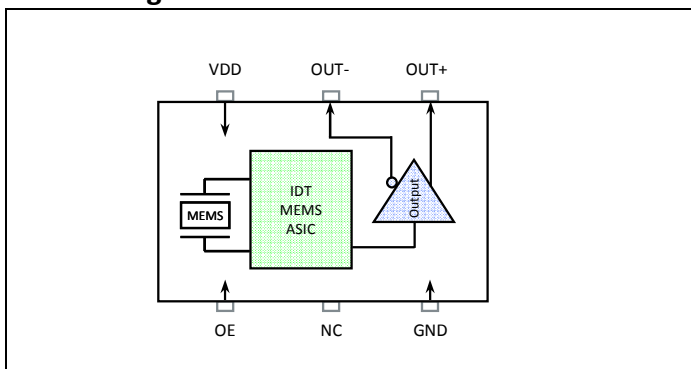 VDD
OUT-
OUT+
IDT
MEMS
ASIC
MEMS
Output
OE
NC
GND